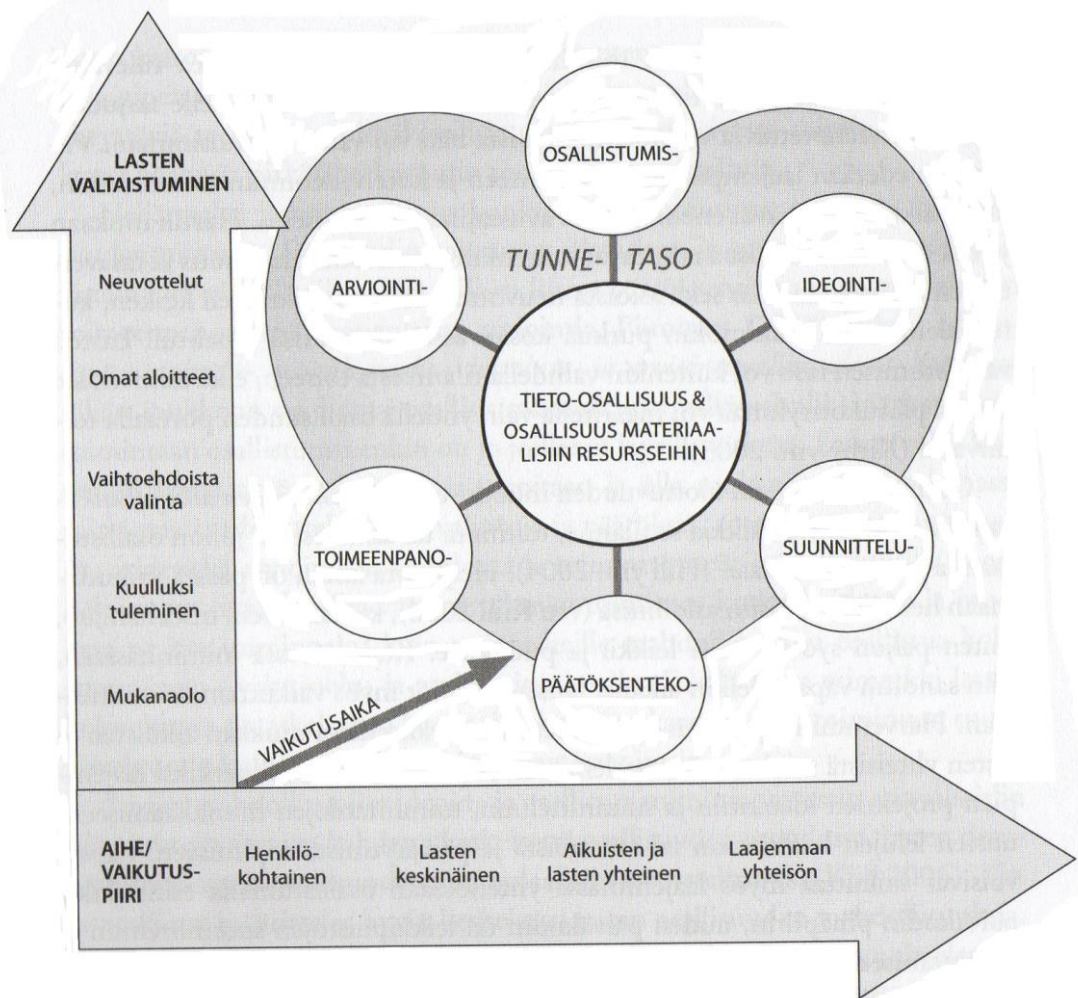 LASTEN
VALTAISTUMINEN
Neuvottelut
Omat aloitteet
Vaihtoehdoista
valinta
Kuulluksi
tuleminen
Mukanaolo
OSALLISTUMIS-
ARVIOINTI-
TUNNE- TASO
IDEOINTI-
TIETO-OSALLISUUS &
OSALLISUUS MATERIAA-
LISIIN RESURSSEIHIN
TOIMEENPANO-
SUUNNITTELU-
PÄÄTÖKSENTEKO-
VAIKUTUSAIKA
AIHE/
VAIKUTUS-
PIIRI
Henkilö-
kohtainen
Lasten
keskinäinen
Aikuisten ja
lasten yhteinen
Laajemman
yhteisön